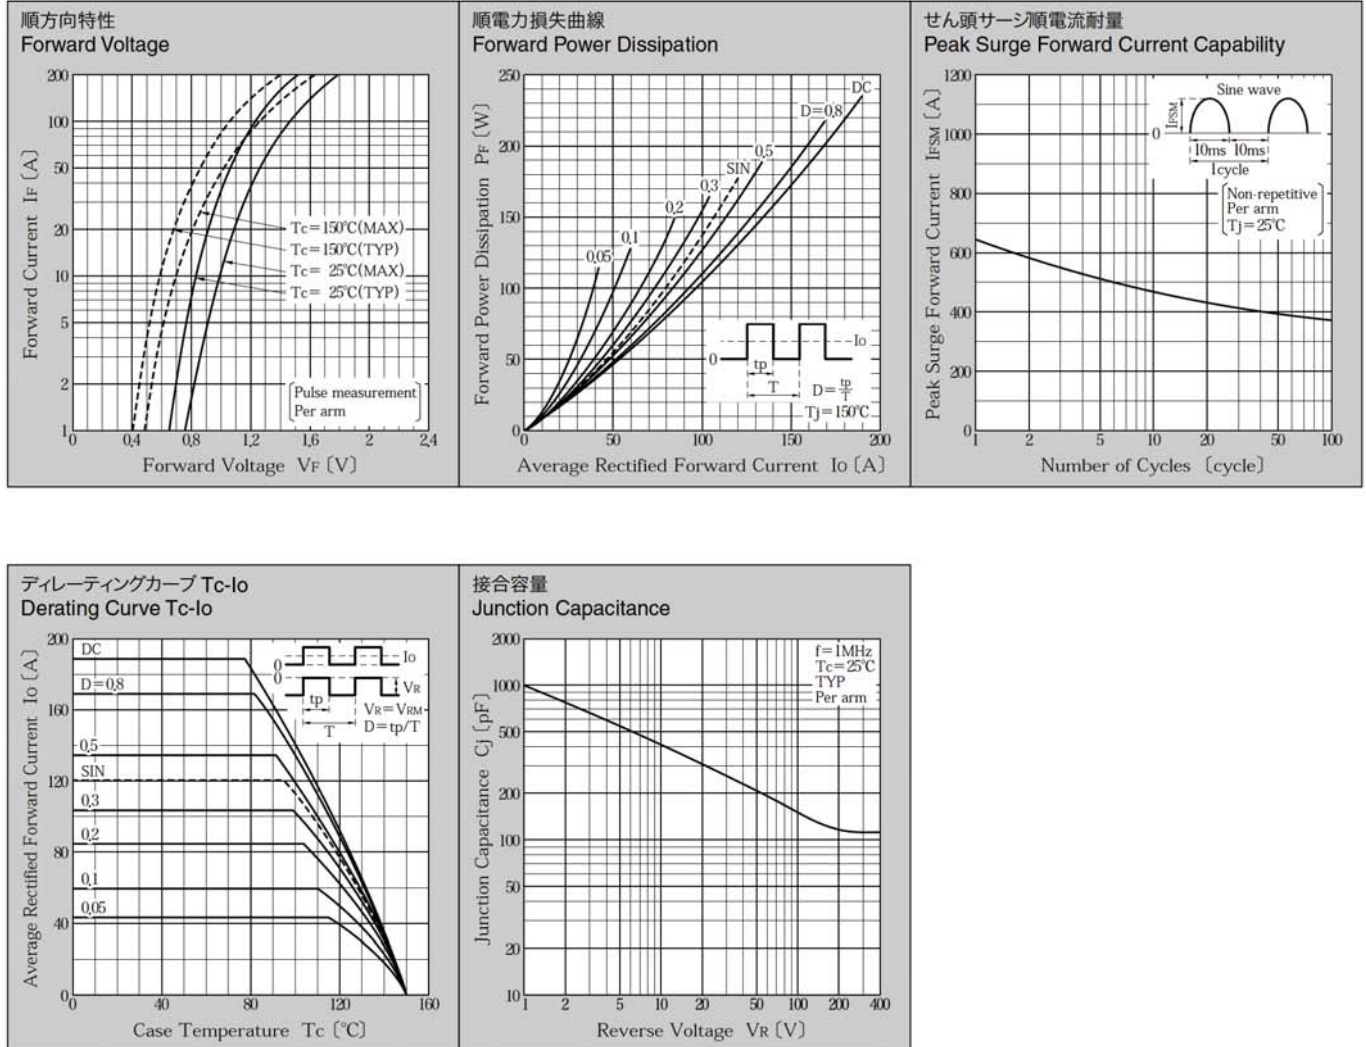 順方向特性
Forward Voltage
200
100
50
20
10
5
2
1
Forward Current IF〔A〕
Tc=150℃(MAX)
Tc=150℃(TYP)
Tc= 25℃(MAX)
Tc= 25℃(TYP)
Pulse measurement
Per arm
0 0.4 0.8 1.2 1.6 2 2.4
Forward Voltage VF〔V〕
順電力損失曲線
Forward Power Dissipation
250
200
150
100
50
0
Forward Power Dissipation PF〔W〕
DC
D=0.8
0.5
SIN
0.3
0.2
0.1
0.05
Io
0
tp
T
D=tp/T
Tj=150℃
50 100 150 200
Average Rectified Forward Current Io〔A〕
せん頭サージ順電流耐量
Peak Surge Forward Current Capability
1200
1000
800
600
400
200
0
Peak Surge Forward Current IFSM〔A〕
Sine wave
IFSM
0
10ms 10ms
1cycle
Non-repetitive
Per arm
Tj=25℃
1 2 5 10 20 50 100
Number of Cycles〔cycle〕
ディレーティングカーブ Tc-Io
Derating Curve Tc-Io
200
160
120
80
40
0
Average Rectified Forward Current Io〔A〕
DC
D=0.8
0.5
SIN
0.3
0.2
0.1
0.05
0
Io
0
VR
tp
T
VR=VRM
D=tp/T
0 40 80 120 160
Case Temperature Tc〔℃〕
接合容量
Junction Capacitance
2000
1000
500
200
100
50
20
10
Junction Capacitance Cj〔pF〕
f=1MHz
Tc=25℃
TYP
Per arm
1 2 5 10 20 50 100 200 400
Reverse Voltage VR〔V〕